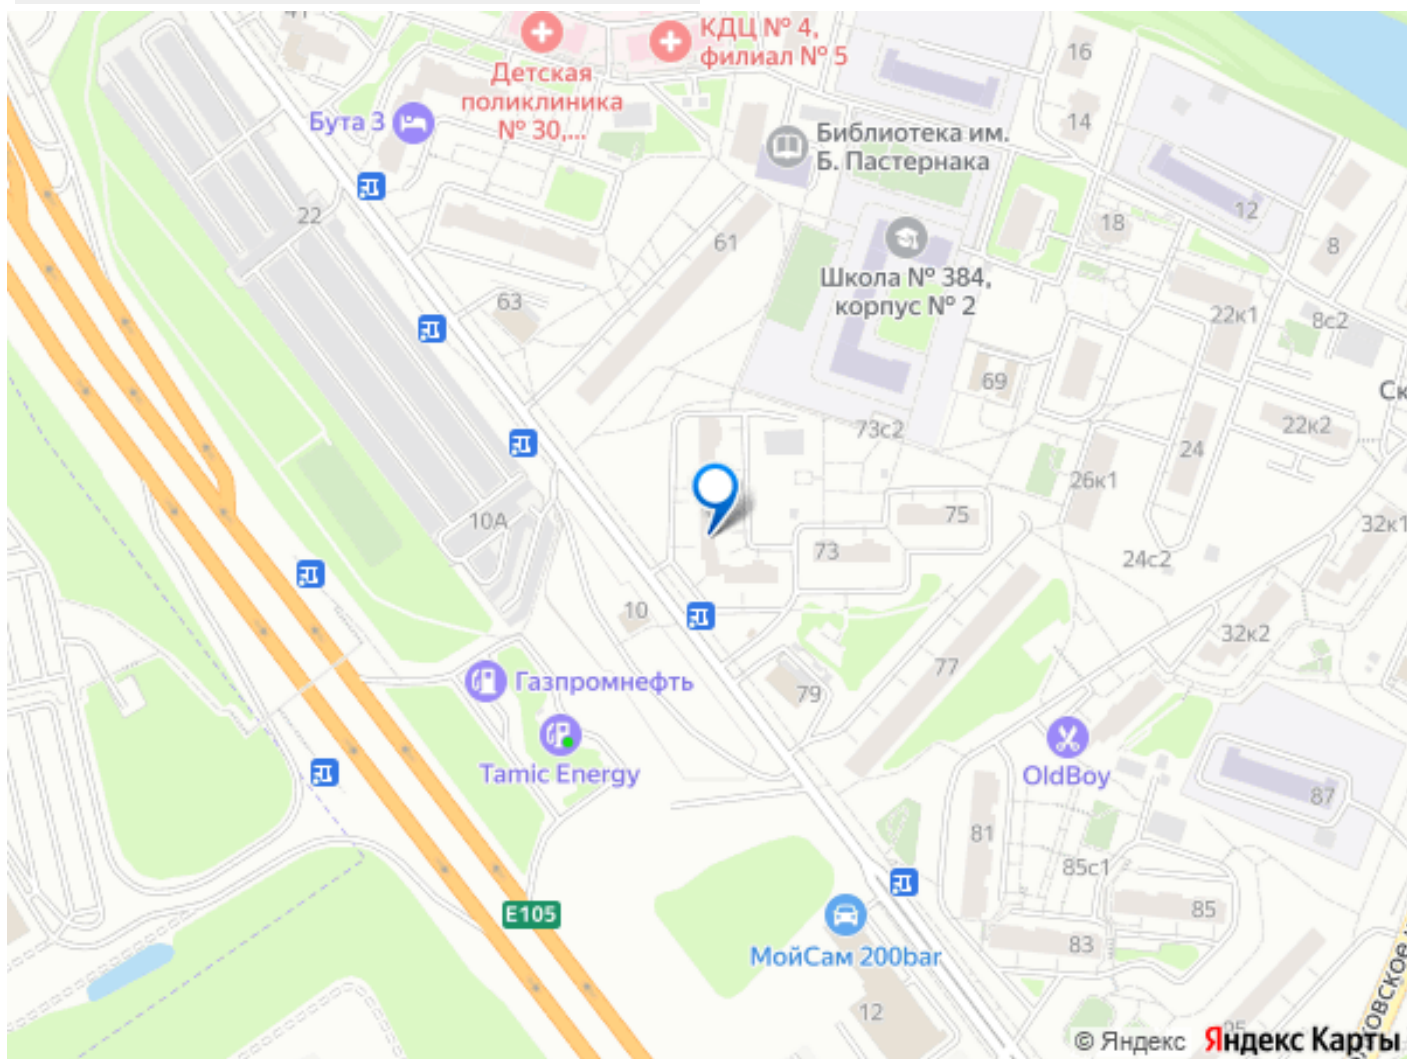 КДЦ № 4,
филиал № 5
16
Детская
поликлиника
№ 30,...
14
Бута 3
Библиотека им.
Б. Пастернака
22
12
18
61
8
Школа № 384,
корпус № 2
63
22к1
8с2
69
Ск
73с2
22к2
24
26к1
10А
75
32к1
73
24с2
10
32к2
77
Газпромнефть
79
Tamic Energy
OldBoy
87
81
85с1
E105
85
83
МойСам 200bar
12
овское
© Яндекс
Яндекс Карты